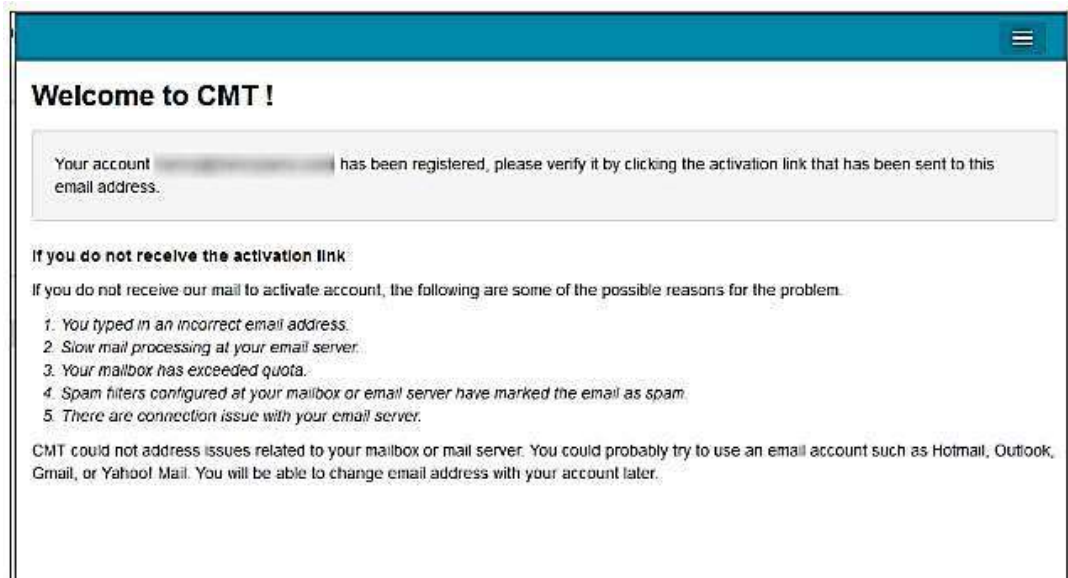 Welcome to CMT !
Your account has been registered, please verify it by clicking the activation link that has been sent to this
email address.
If you do not receive the activation link
If you do not receive our mail to activate account, the following are some of the possible reasons for the problem.
1. You typed in an incorrect email address.
2. Slow mail processing at your email server.
3. Your mailbox has exceeded quota.
4. Spam filters configured at your mailbox or email server have marked the email as spam.
5. There are connection issue with your email server.
CMT could not address issues related to your mailbox or mail server. You could probably try to use an email account such as Hotmail, Outlook,
Gmail, or Yahoo! Mail. You will be able to change email address with your account later.